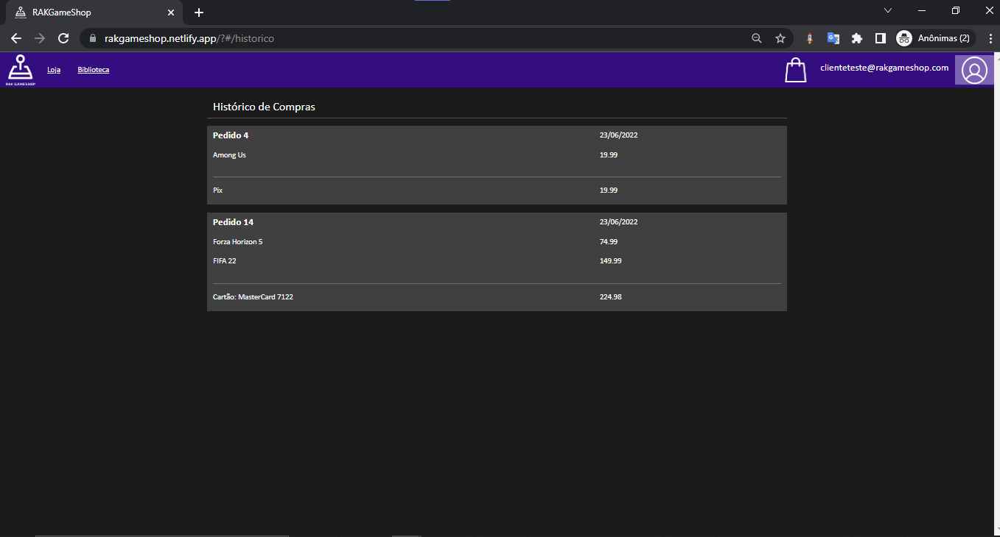 RAKGameShop
rakgameshop.netlify.app/?#/historico
Anônimas (2)
RAK GAMESHOP
Loja
Biblioteca
clienteteste@rakgameshop.com
Histórico de Compras
Pedido 4 23/06/2022
Among Us 19.99
Pix 19.99
Pedido 14 23/06/2022
Forza Horizon 5 74.99
FIFA 22 149.99
Cartão: MasterCard 7122 224.98